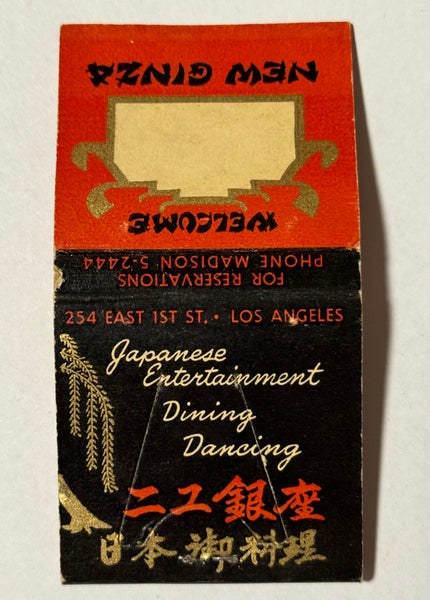 NEW GINZA
WELCOME
FOR RESERVATIONS
PHONE MADISON 5-2444
254 EAST 1ST ST. • LOS ANGELES
Japanese
Entertainment
Dining
Dancing
ニユ銀座
日本御料理